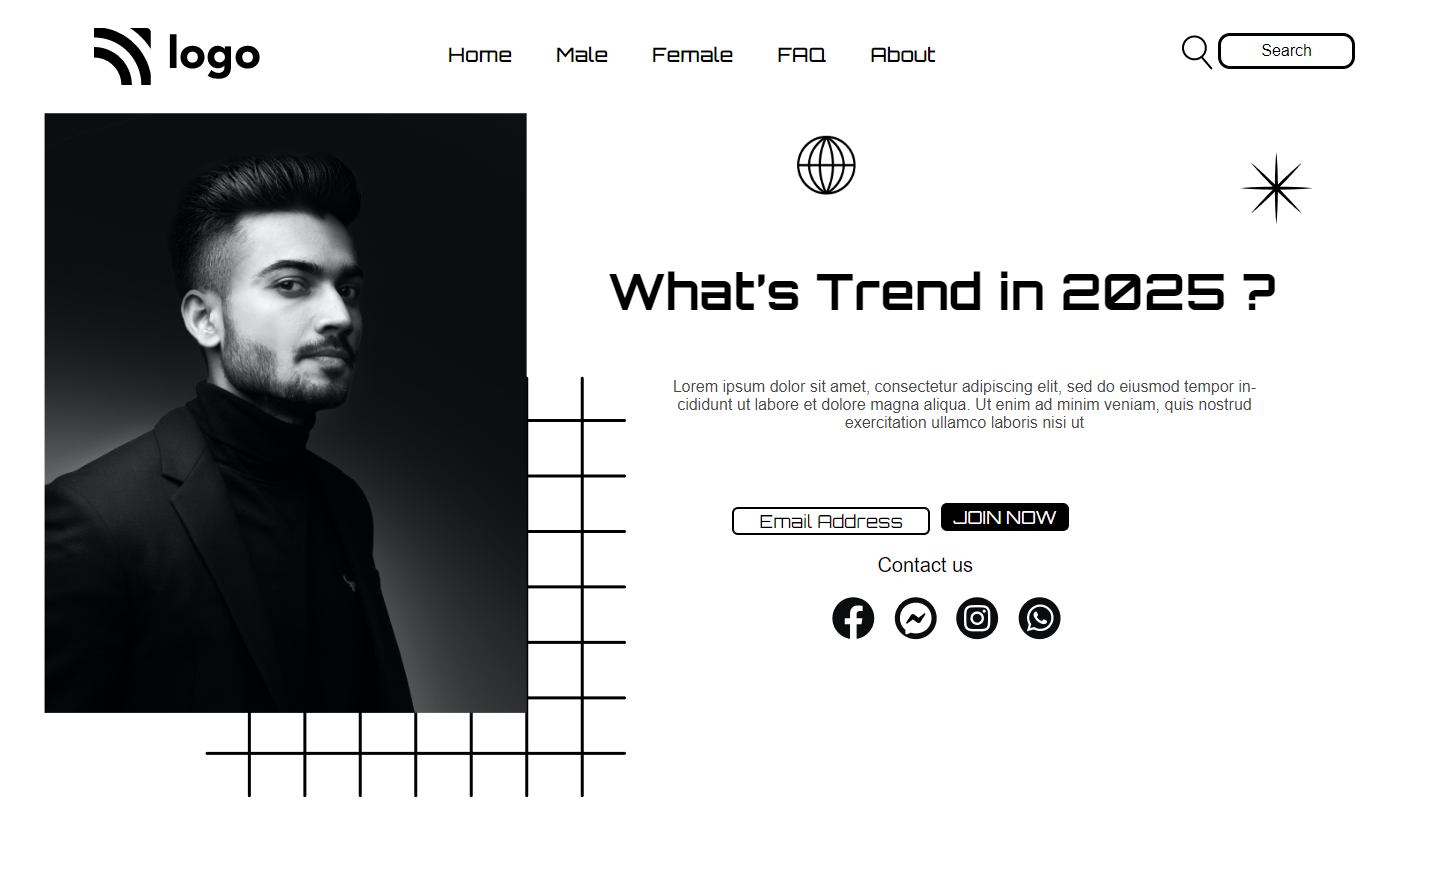 logo
Home Male Female FAQ About
Search
What's Trend in 2025 ?
Lorem ipsum dolor sit amet, consectetur adipiscing elit, sed do eiusmod tempor in-
cididunt ut labore et dolore magna aliqua. Ut enim ad minim veniam, quis nostrud
exercitation ullamco laboris nisi ut
Email Address JOIN NOW
Contact us